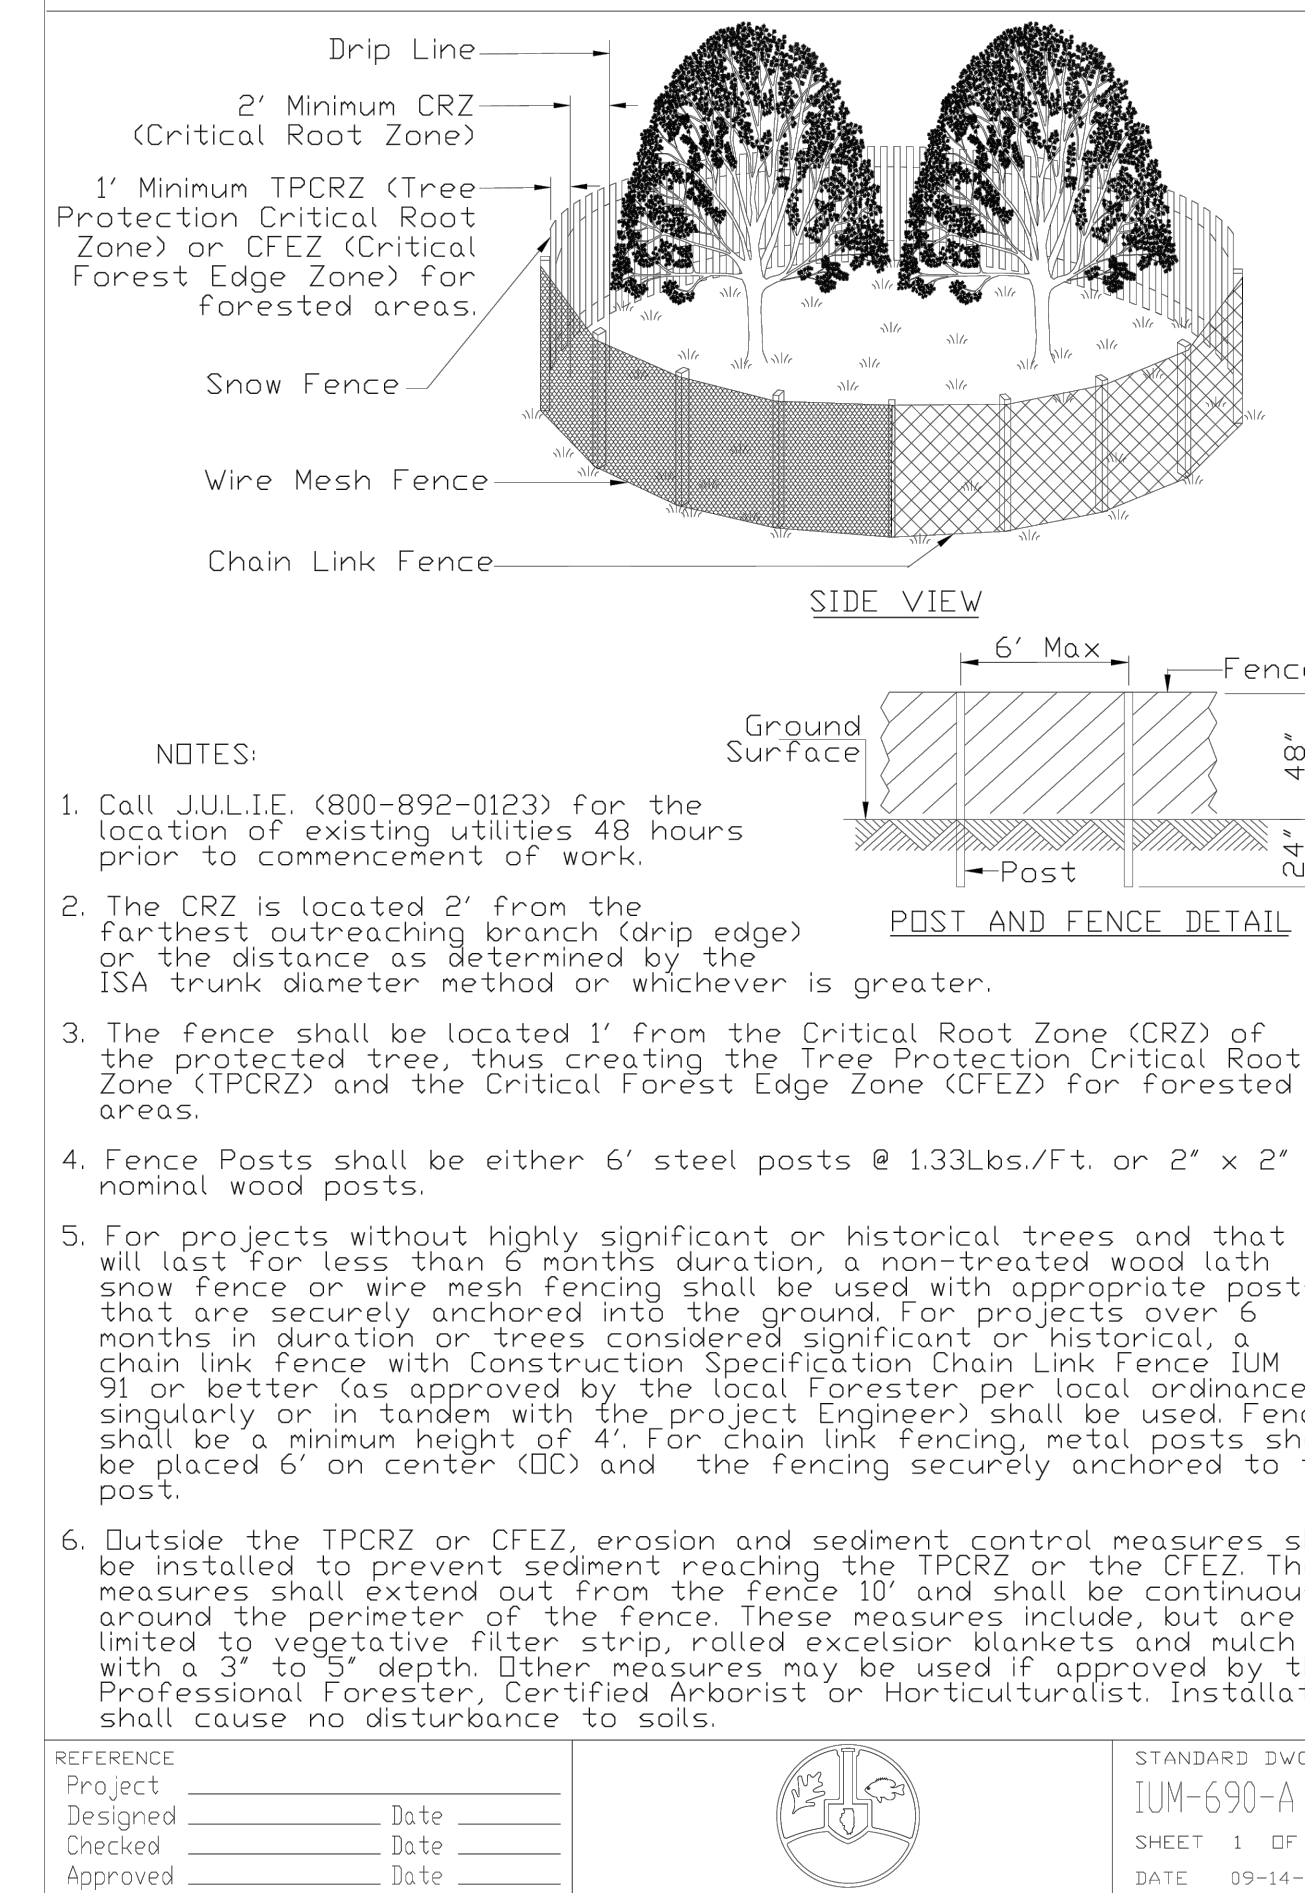 Drip Line
2' Minimum CRZ
(Critical Root Zone)
1' Minimum TPCRZ (Tree
Protection Critical Root
Zone) or CFEZ (Critical
Forest Edge Zone) for
forested areas.
Snow Fence
Wire Mesh Fence
Chain Link Fence
SIDE VIEW
6' Max
Fence
Ground
Surface
48"
24"
Post
POST AND FENCE DETAIL
NOTES:
1. Call J.U.L.I.E. (800-892-0123) for the
location of existing utilities 48 hours
prior to commencement of work.
2. The CRZ is located 2' from the
farthest outreaching branch (drip edge)
or the distance as determined by the
ISA trunk diameter method or whichever is greater.
3. The fence shall be located 1' from the Critical Root Zone (CRZ) of
the protected tree, thus creating the Tree Protection Critical Root
Zone (TPCRZ) and the Critical Forest Edge Zone (CFEZ) for forested
areas.
4. Fence Posts shall be either 6' steel posts @ 1.33Lbs./Ft. or 2" x 2"
nominal wood posts.
5. For projects without highly significant or historical trees and that
will last for less than 6 months duration, a non-treated wood lath
snow fence or wire mesh fencing shall be used with appropriate post
that are securely anchored into the ground. For projects over 6
months in duration or trees considered significant or historical, a
chain link fence with Construction Specification Chain Link Fence IUM
91 or better (as approved by the local Forester per local ordinance
singularly or in tandem with the project Engineer) shall be used. Fenc
shall be a minimum height of 4'. For chain link fencing, metal posts sh
be placed 6' on center (OC) and the fencing securely anchored to t
post.
6. Outside the TPCRZ or CFEZ, erosion and sediment control measures s
be installed to prevent sediment reaching the TPCRZ or the CFEZ. The
measures shall extend out from the fence 10' and shall be continuou
around the perimeter of the fence. These measures include, but are
limited to vegetative filter strip, rolled excelsior blankets and mulch
with a 3" to 5" depth. Other measures may be used if approved by th
Professional Forester, Certified Arborist or Horticulturalist. Installat
shall cause no disturbance to soils.
REFERENCE
Project
Designed Date
Checked Date
Approved Date
STANDARD DWG
IUM-690-A
SHEET 1 OF
DATE 09-14-